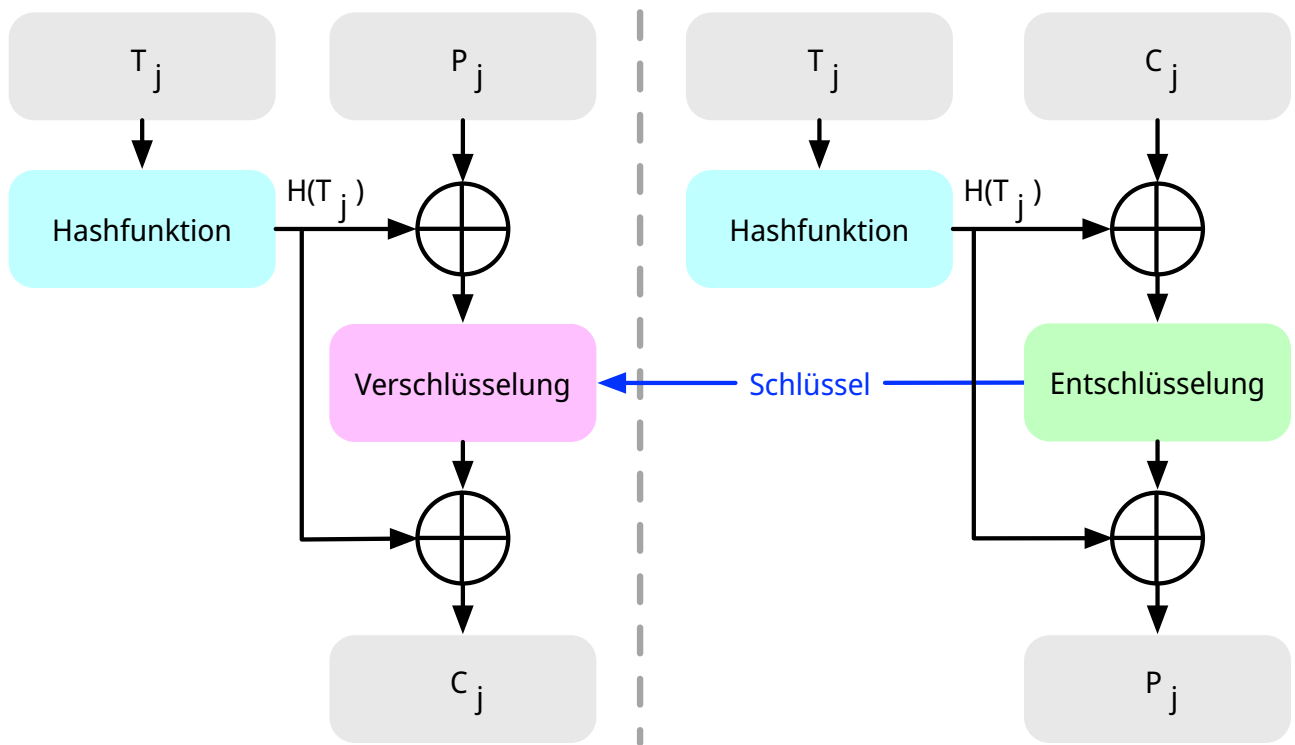 T j
P j
T j
C j
H(T j )
H(T j )
Hashfunktion
Hashfunktion
Verschlüsselung
Schlüssel
Entschlüsselung
C j
P j